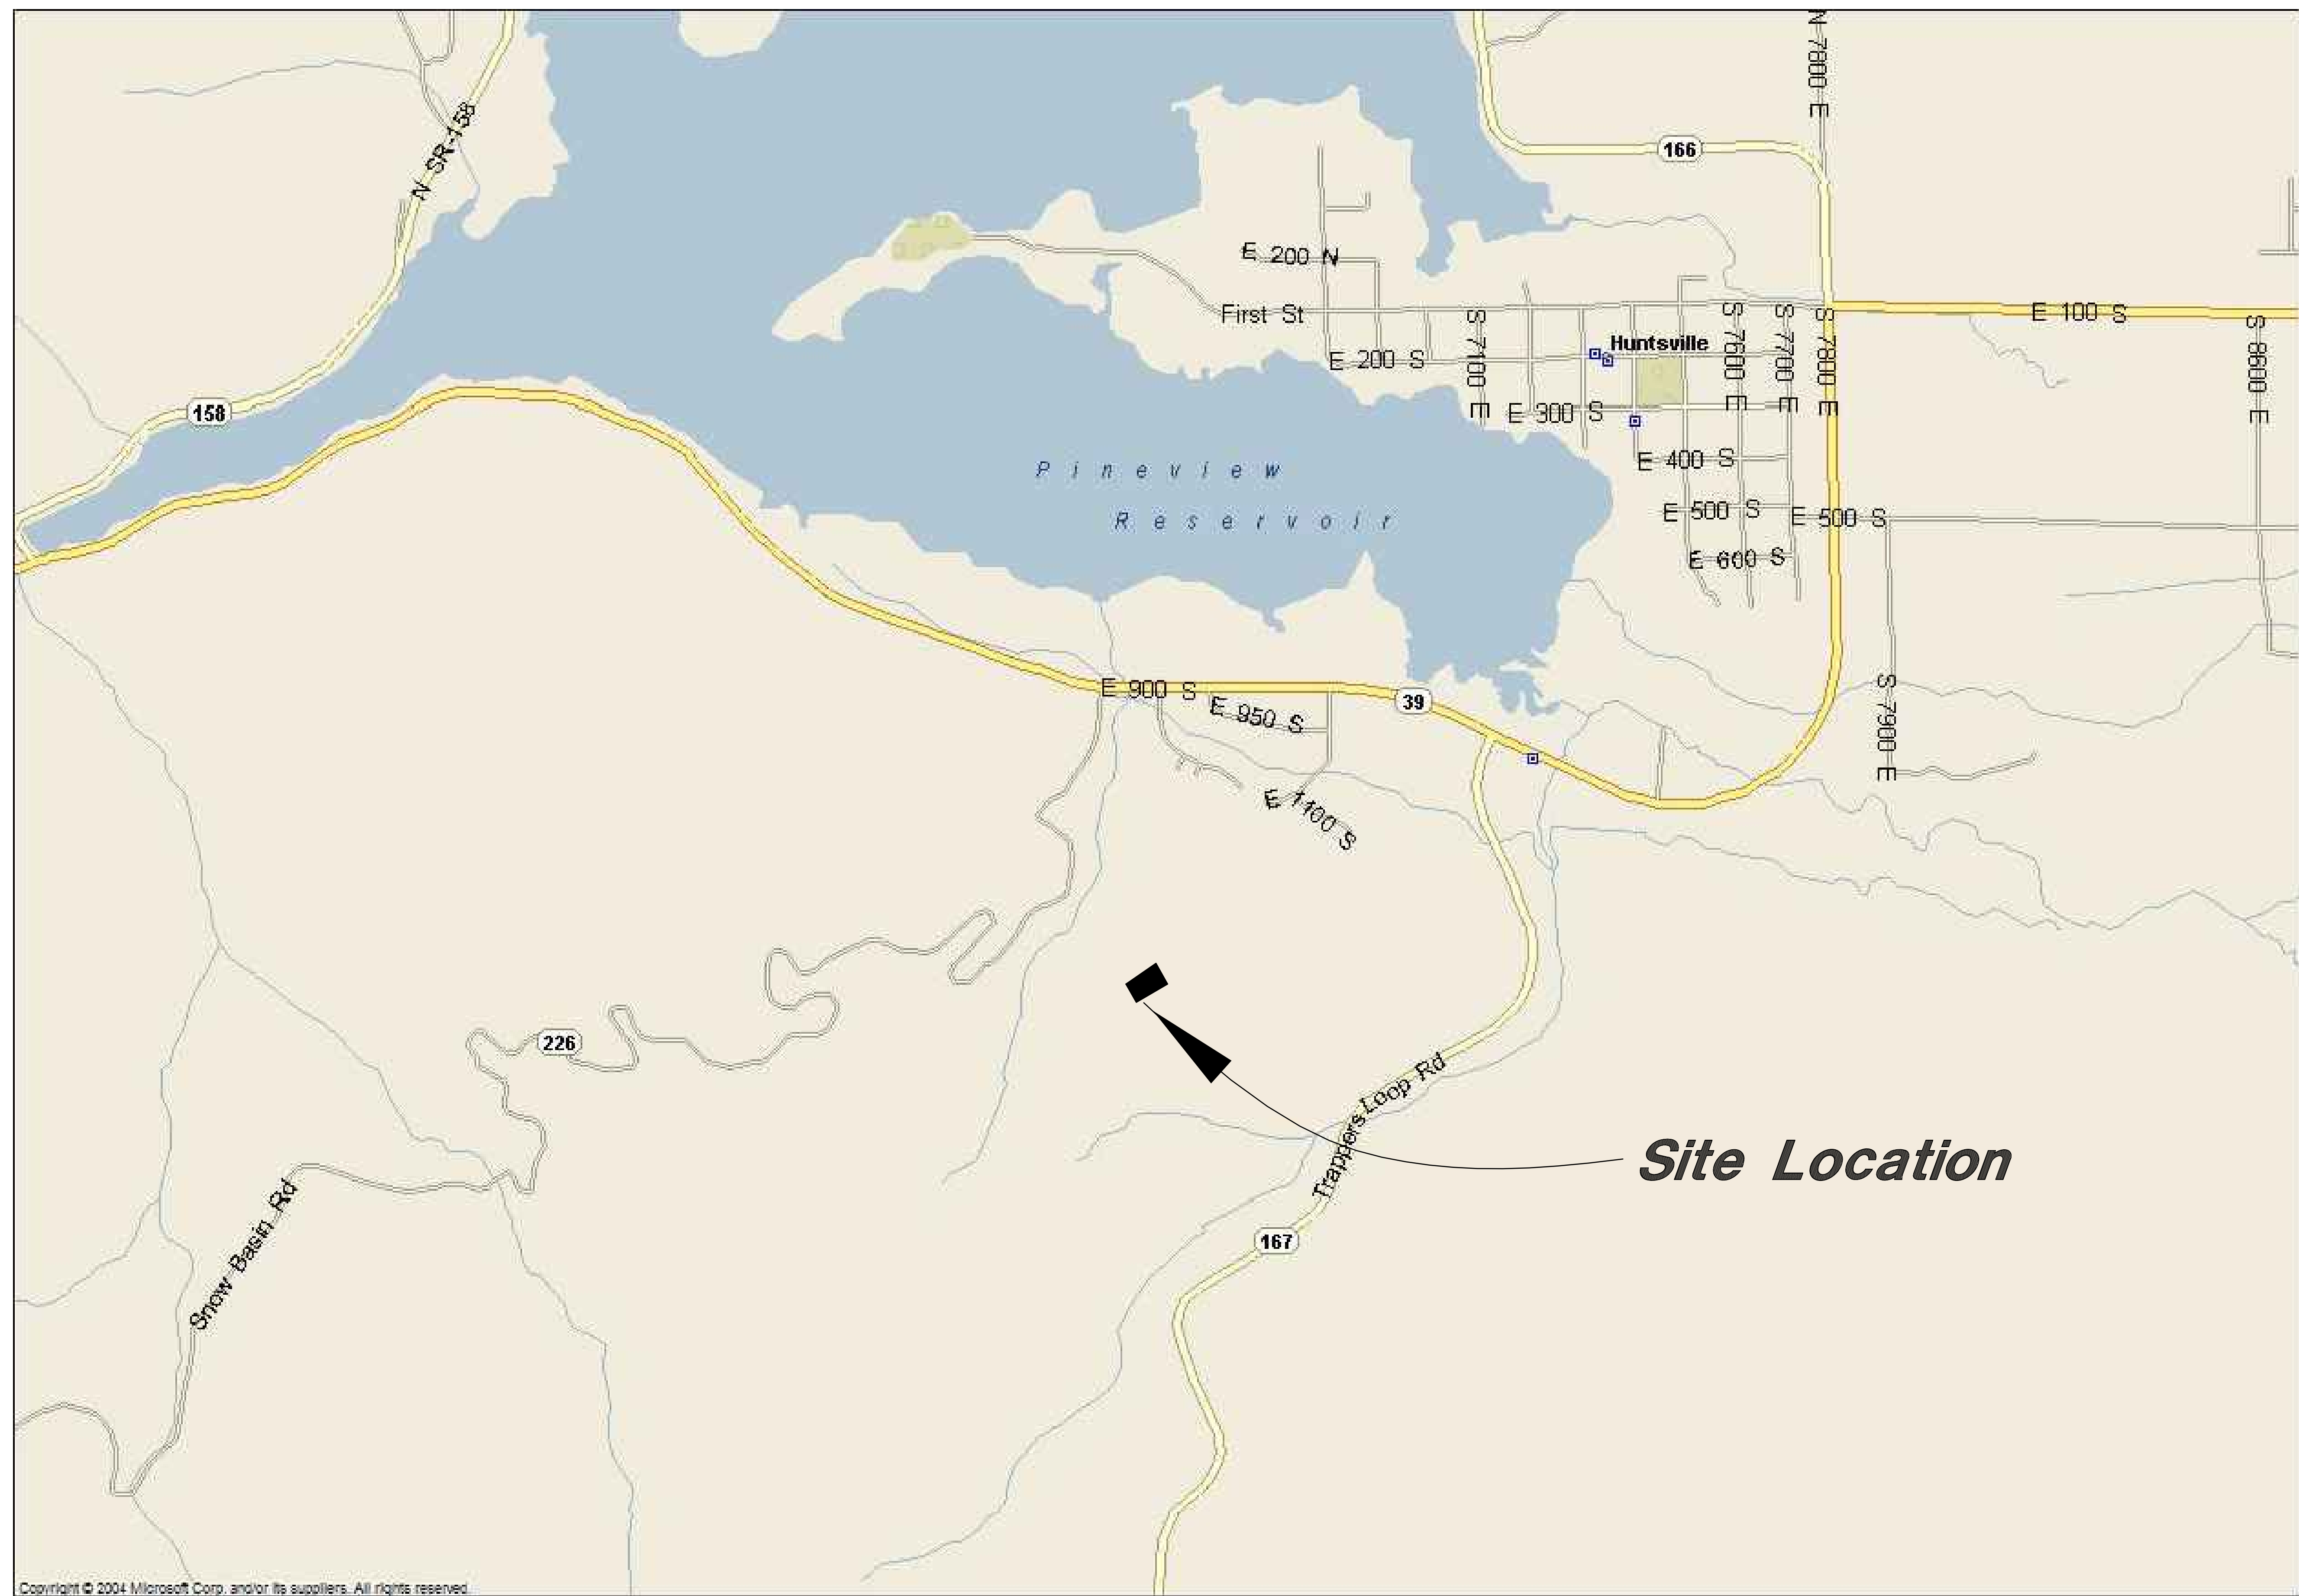 N 7800 E
N SR-158
166
E 200 N
First St
E 100 S
E 200 S
S 7100 E
Huntsville
S 7600 E
S 7700 E
S 7800 E
S 8600 E
158
E 300 S
E 400 S
Pineview
Reservoir
E 500 S
E 500 S
E 600 S
E 900 S
39
E 950 S
S 7900 E
E 1100 S
226
Trappers Loop Rd
Site Location
Snow Basin Rd
167
Copyright © 2004 Microsoft Corp. and/or its suppliers. All rights reserved.